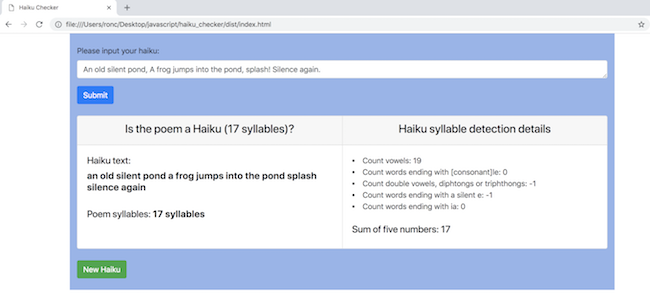 Haiku Checker
file:///Users/ronc/Desktop/javascript/haiku_checker/dist/index.html
Please input your haiku:
An old silent pond, A frog jumps into the pond, splash! Silence again.
Submit
Is the poem a Haiku (17 syllables)?
Haiku text:
an old silent pond a frog jumps into the pond splash
silence again
Poem syllables: 17 syllables
Haiku syllable detection details
• Count vowels: 19
• Count words ending with [consonant]le: 0
• Count double vowels, diphtongs or triphthongs: -1
• Count words ending with a silent e: -1
• Count words ending with ia: 0
Sum of five numbers: 17
New Haiku